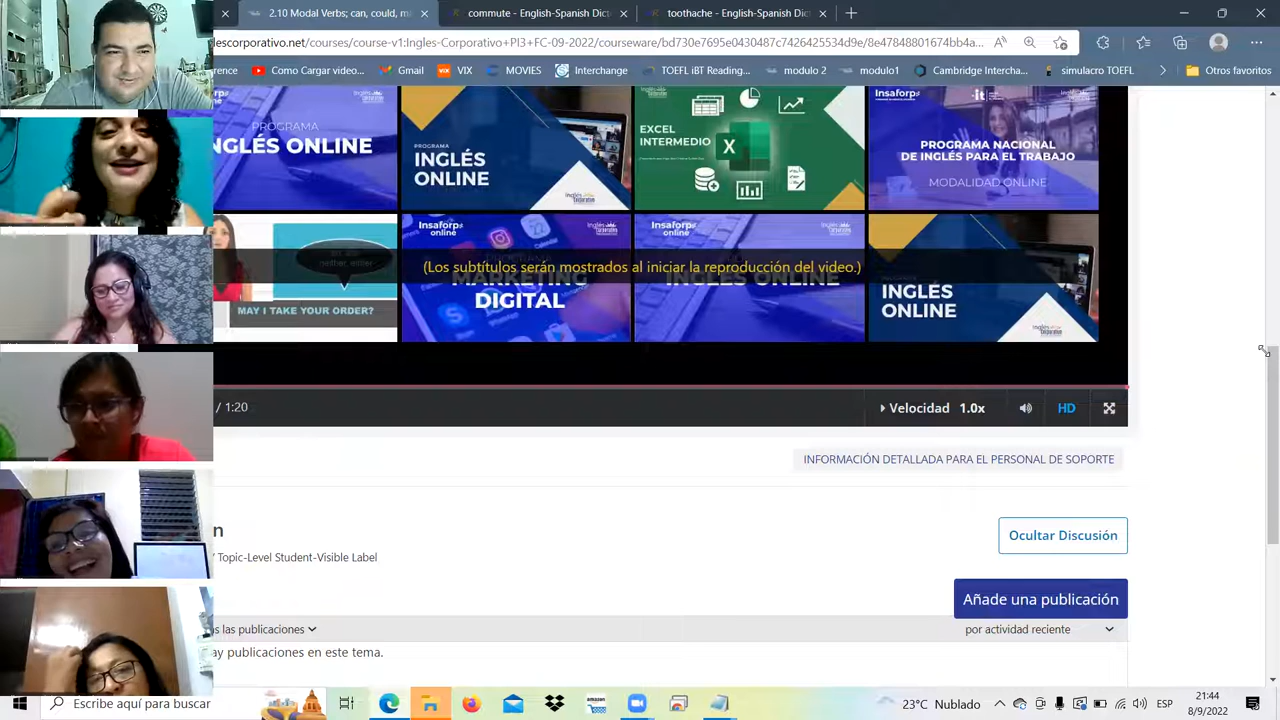 2.10 Modal Verbs; can, could, m
commute - English-Spanish Dict
toothache - English-Spanish Dic
escorporativo.net/courses/course-v1:Ingles-Corporativo+PI3+FC-09-2022/courseware/bd730e7695e0430487c7426425534d9e/8e47848801674bb4a...
rence
Como Cargar video...
Gmail
VIX
MOVIES
Interchange
TOEFL iBT Reading...
modulo 2
modulo1
Cambridge Intercha...
simulacro TOEFL
Otros favoritos
PROGRAMA
NGLÉS ONLINE
PROGRAMA
INGLÉS
ONLINE
EXCEL
INTERMEDIO
Insaforp
PROGRAMA NACIONAL
DE INGLÉS PARA EL TRABAJO
MODALIDAD ONLINE
neither, either
MAY I TAKE YOUR ORDER?
Insaforp
online
MARKETING
DIGITAL
Insaforp
online
INGLÉS ONLINE
INGLÉS
ONLINE
(Los subtítulos serán mostrados al iniciar la reproducción del video.)
/ 1:20
Velocidad 1.0x
HD
INFORMACIÓN DETALLADA PARA EL PERSONAL DE SOPORTE
n
Ocultar Discusión
/ Topic-Level Student-Visible Label
Añade una publicación
as las publicaciones
por actividad reciente
ay publicaciones en este tema.
Escribe aquí para buscar
23°C Nublado
ESP
21:44
8/9/2022